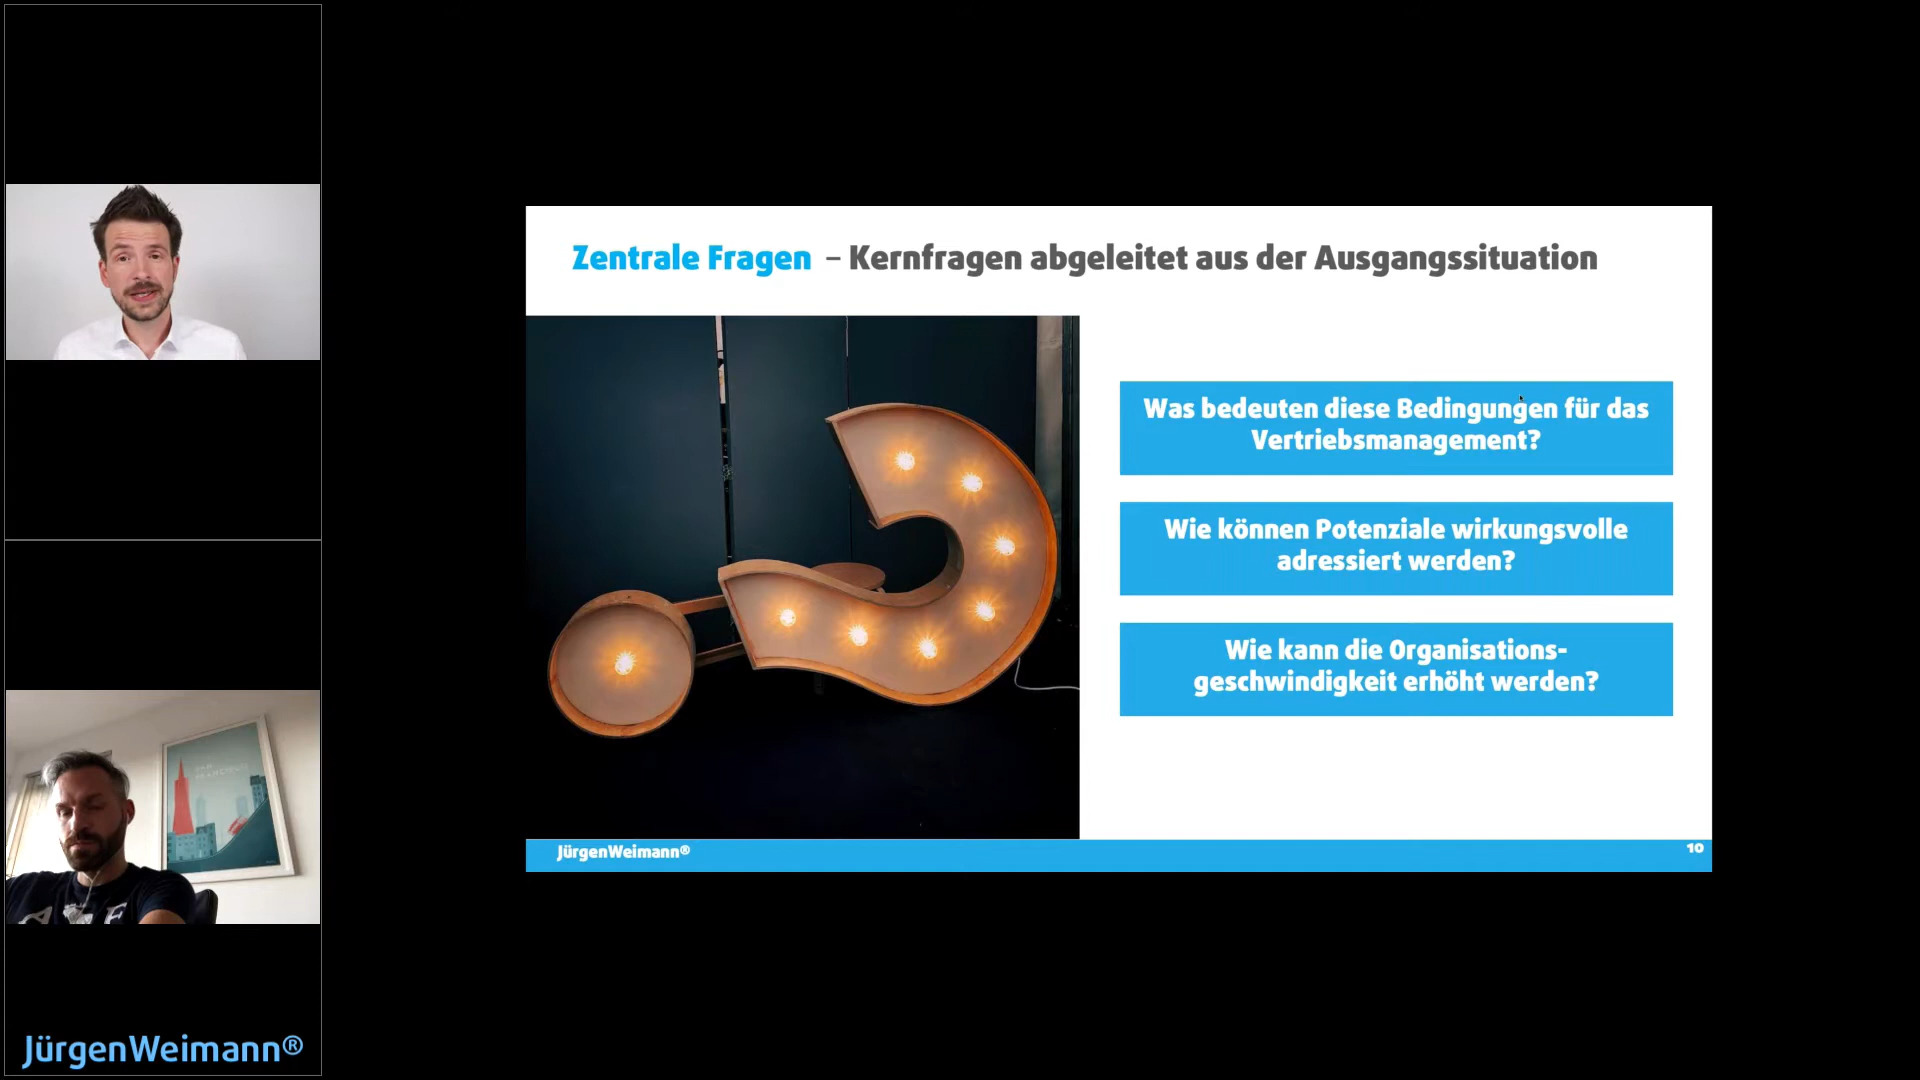 Zentrale Fragen – Kernfragen abgeleitet aus der Ausgangssituation
Was bedeuten diese Bedingungen für das
Vertriebsmanagement?
Wie können Potenziale wirkungsvolle
adressiert werden?
Wie kann die Organisations-
geschwindigkeit erhöht werden?
JürgenWeimann®
10
JürgenWeimann®